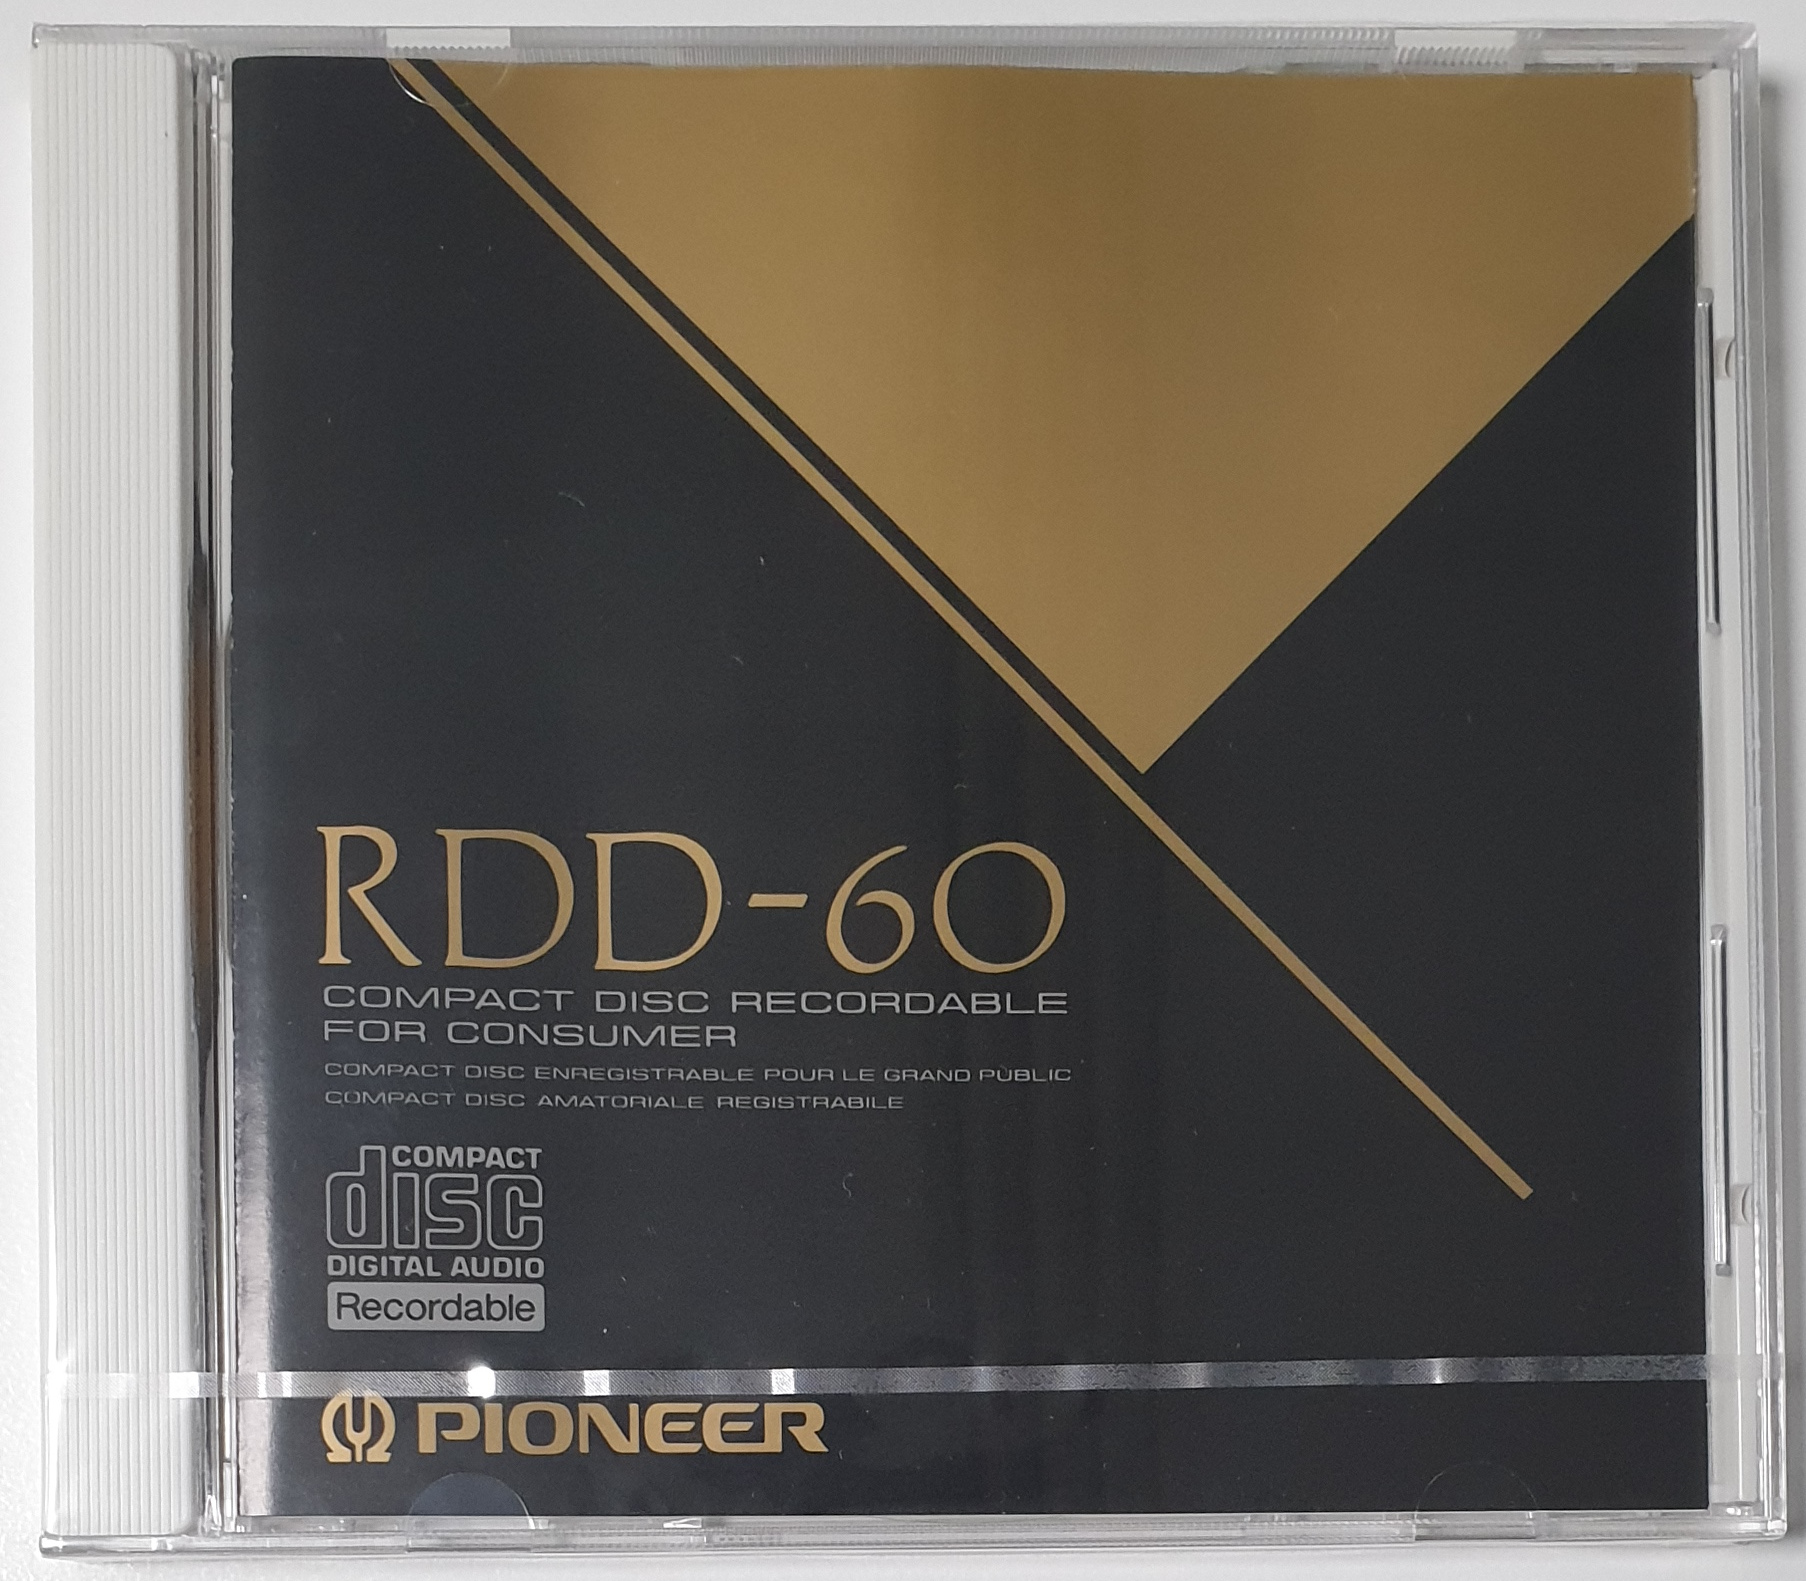 RDD-60
COMPACT DISC RECORDABLE
FOR CONSUMER
COMPACT DISC ENREGISTRABLE POUR LE GRAND PUBLIC
COMPACT DISC AMATORIALE REGISTRABILE
COMPACT
disc
DIGITAL AUDIO
Recordable
PIONEER